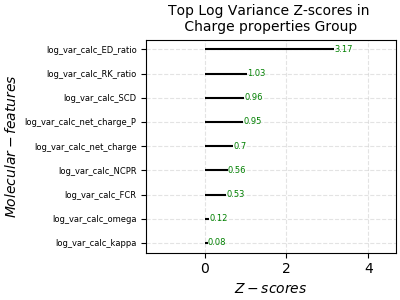 Top Log Variance Z-scores in
Charge properties Group
Molecular − features
log_var_calc_ED_ratio 3.17
log_var_calc_RK_ratio 1.03
log_var_calc_SCD 0.96
log_var_calc_net_charge_P 0.95
log_var_calc_net_charge 0.7
log_var_calc_NCPR 0.56
log_var_calc_FCR 0.53
log_var_calc_omega 0.12
log_var_calc_kappa 0.08
0 2 4
Z − scores